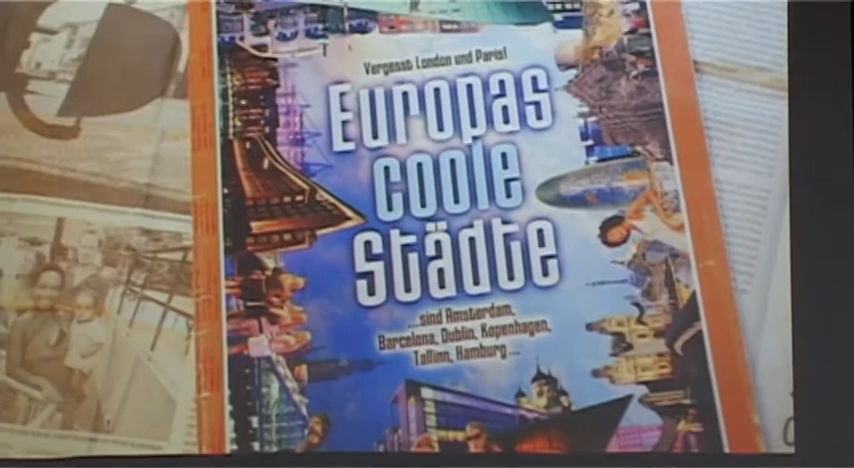 Vergesst London und Paris!
Europas
coole
Städte
...sind Amsterdam,
Barcelona, Dublin, Kopenhagen,
Tallinn, Hamburg ...